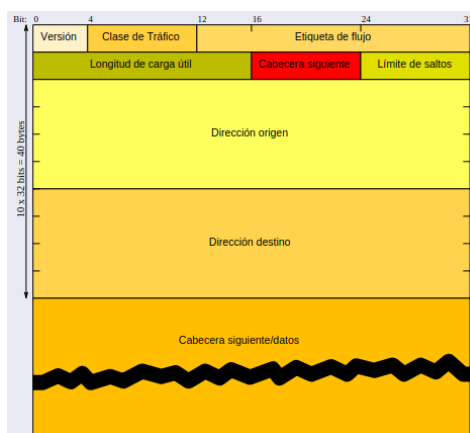 Bit: 0 4 12 16 24 31
Versión Clase de Tráfico Etiqueta de flujo
Longitud de carga útil Cabecera siguiente Límite de saltos
Dirección origen
10 x 32 bits = 40 bytes
Dirección destino
Cabecera siguiente/datos